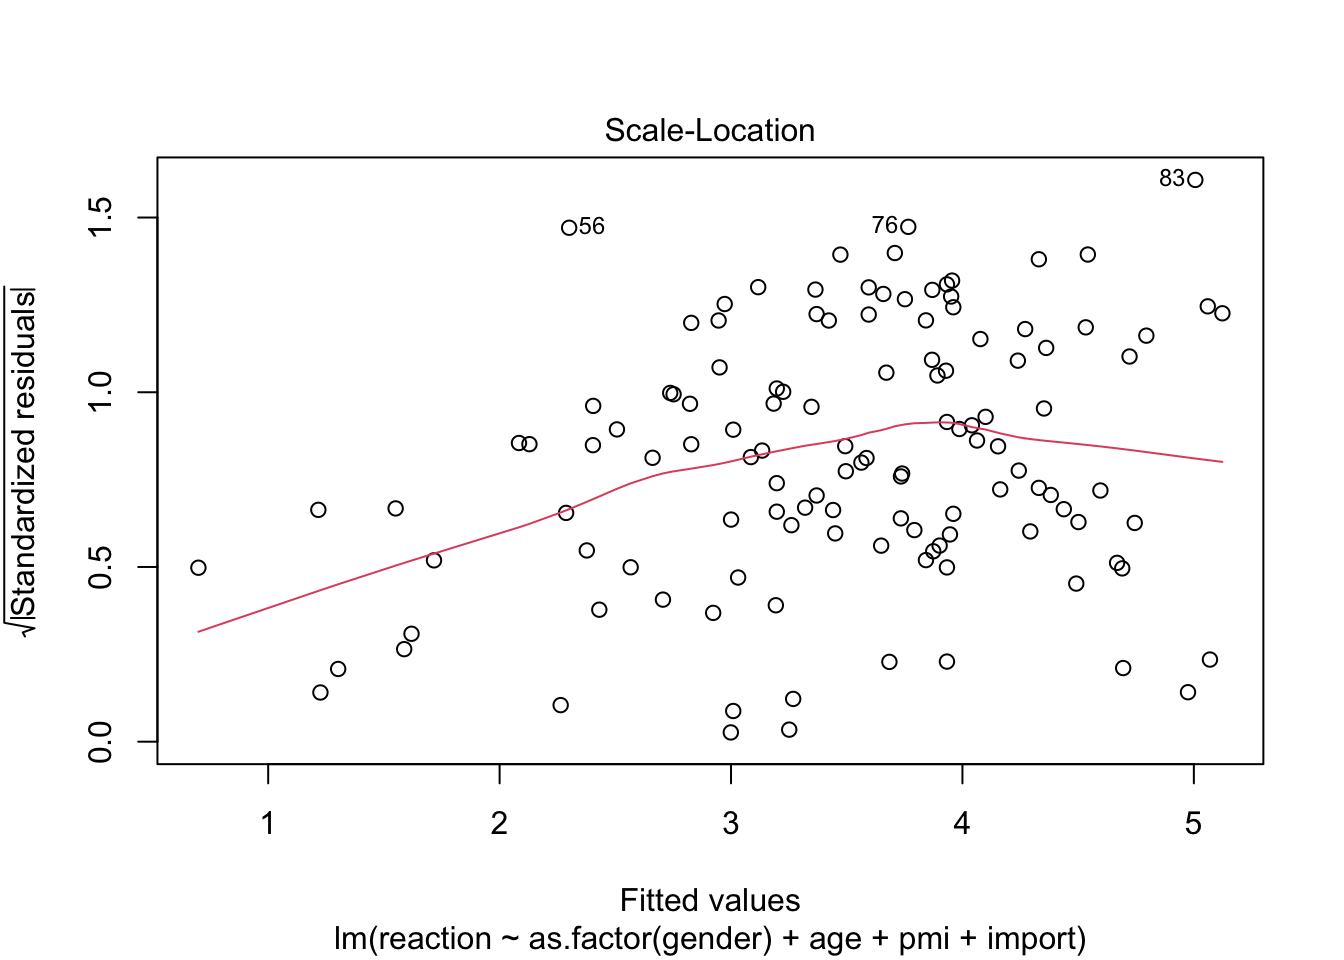 Scale-Location
√|Standardized residuals|
1.5
1.0
0.5
0.0
83
56
76
1 2 3 4 5
Fitted values
lm(reaction ~ as.factor(gender) + age + pmi + import)